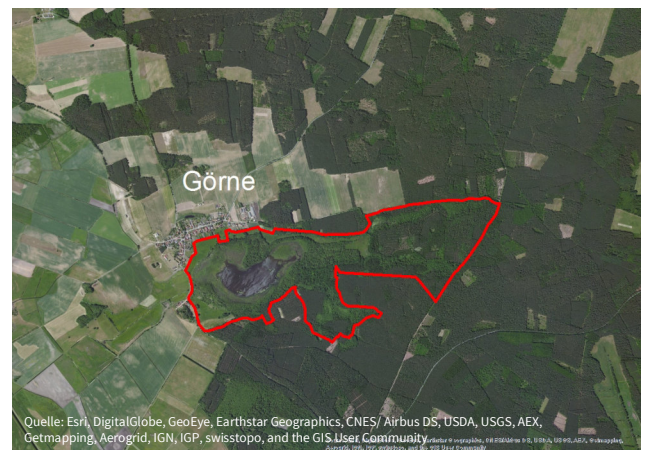 Görne
Quelle: Esri, DigitalGlobe, GeoEye, Earthstar Geographics, CNES/ Airbus DS, USDA, USGS, AEX,
Getmapping, Aerogrid, IGN, IGP, swisstopo, and the GIS User Community